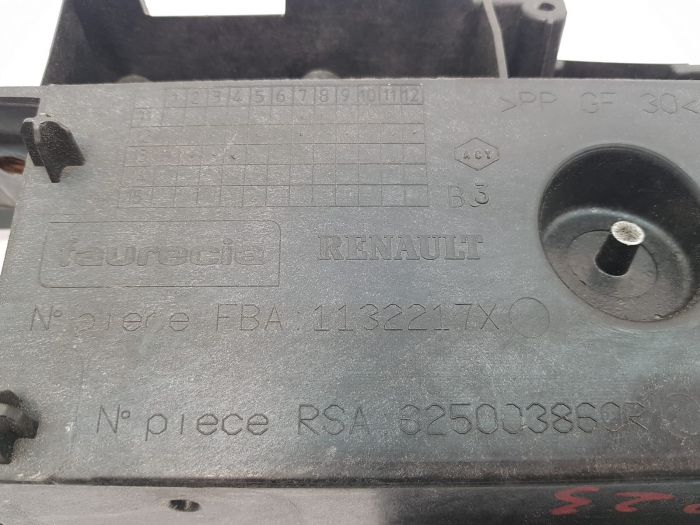 1 2 3 4 5 6 7 8 9 10 11 12
>PP GF 30<
ACT
B 3
faurecia RENAULT
N° piece FBA 1132217X
N° piece RSA 625003860R